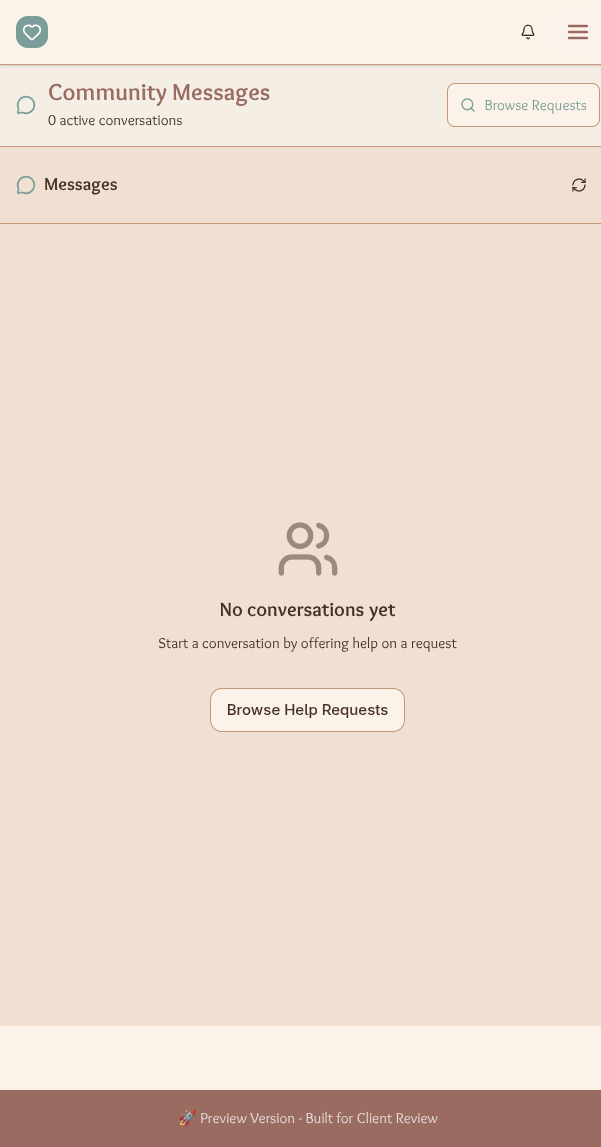 Community Messages
0 active conversations
Browse Requests
Messages
No conversations yet
Start a conversation by offering help on a request
Browse Help Requests
🚀 Preview Version - Built for Client Review